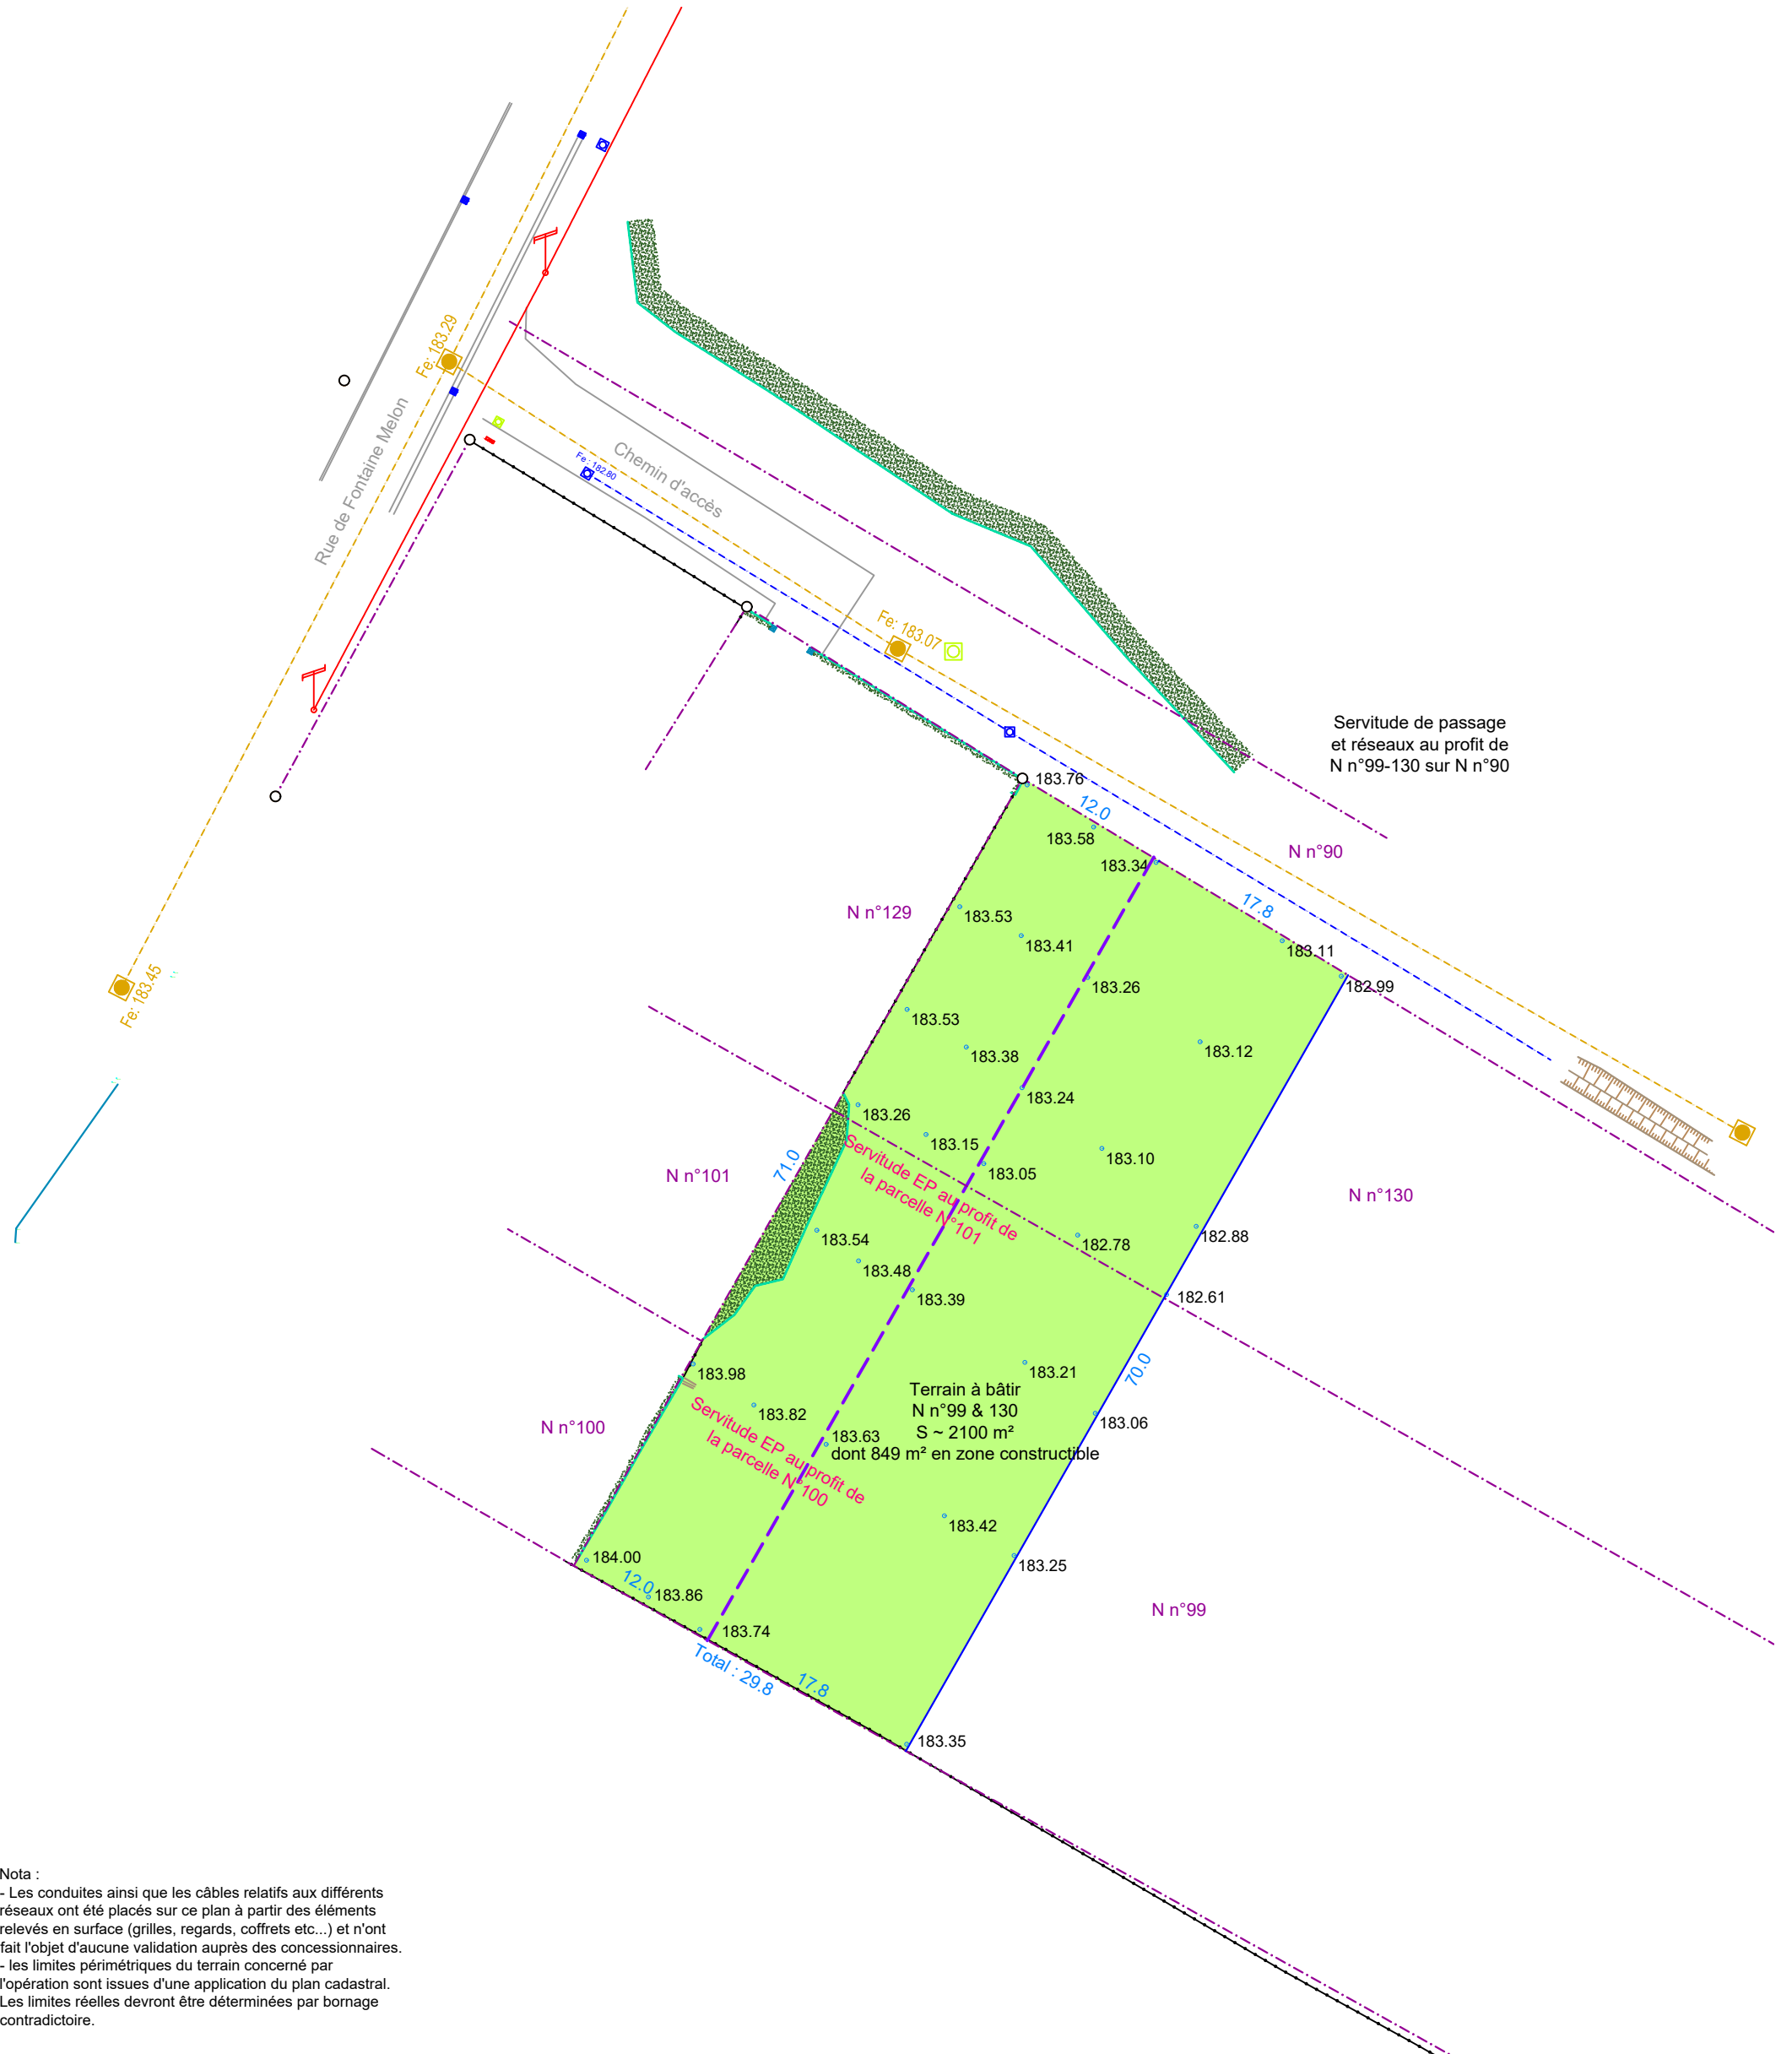 Fe: 183.29
Rue de Fontaine Melon
Chemin d'accès
Fe : 182.80
Fe: 183.07
Servitude de passage
et réseaux au profit de
N n°99-130 sur N n°90
183.76
12.0
183.58
183.34
N n°90
N n°129
17.8
183.53
183.41
183.11
182.99
183.26
Fe: 183.45
183.53
183.38
183.12
183.24
183.26
183.15
183.05
183.10
Servitude EP au profit de
la parcelle N°101
N n°101
71.0
N n°130
183.54
182.78
182.88
183.48
183.39
182.61
183.98
183.21
70.0
Terrain à bâtir
N n°99 & 130
S ~ 2100 m²
dont 849 m² en zone constructible
183.82
183.06
N n°100
183.63
Servitude EP au profit de
la parcelle N°100
183.42
184.00
183.25
12.0
183.86
N n°99
183.74
Total : 29.8
17.8
183.35
Nota :
- Les conduites ainsi que les câbles relatifs aux différents
réseaux ont été placés sur ce plan à partir des éléments
relevés en surface (grilles, regards, coffrets etc...) et n'ont
fait l'objet d'aucune validation auprès des concessionnaires.
- les limites périmétriques du terrain concerné par
l'opération sont issues d'une application du plan cadastral.
Les limites réelles devront être déterminées par bornage
contradictoire.